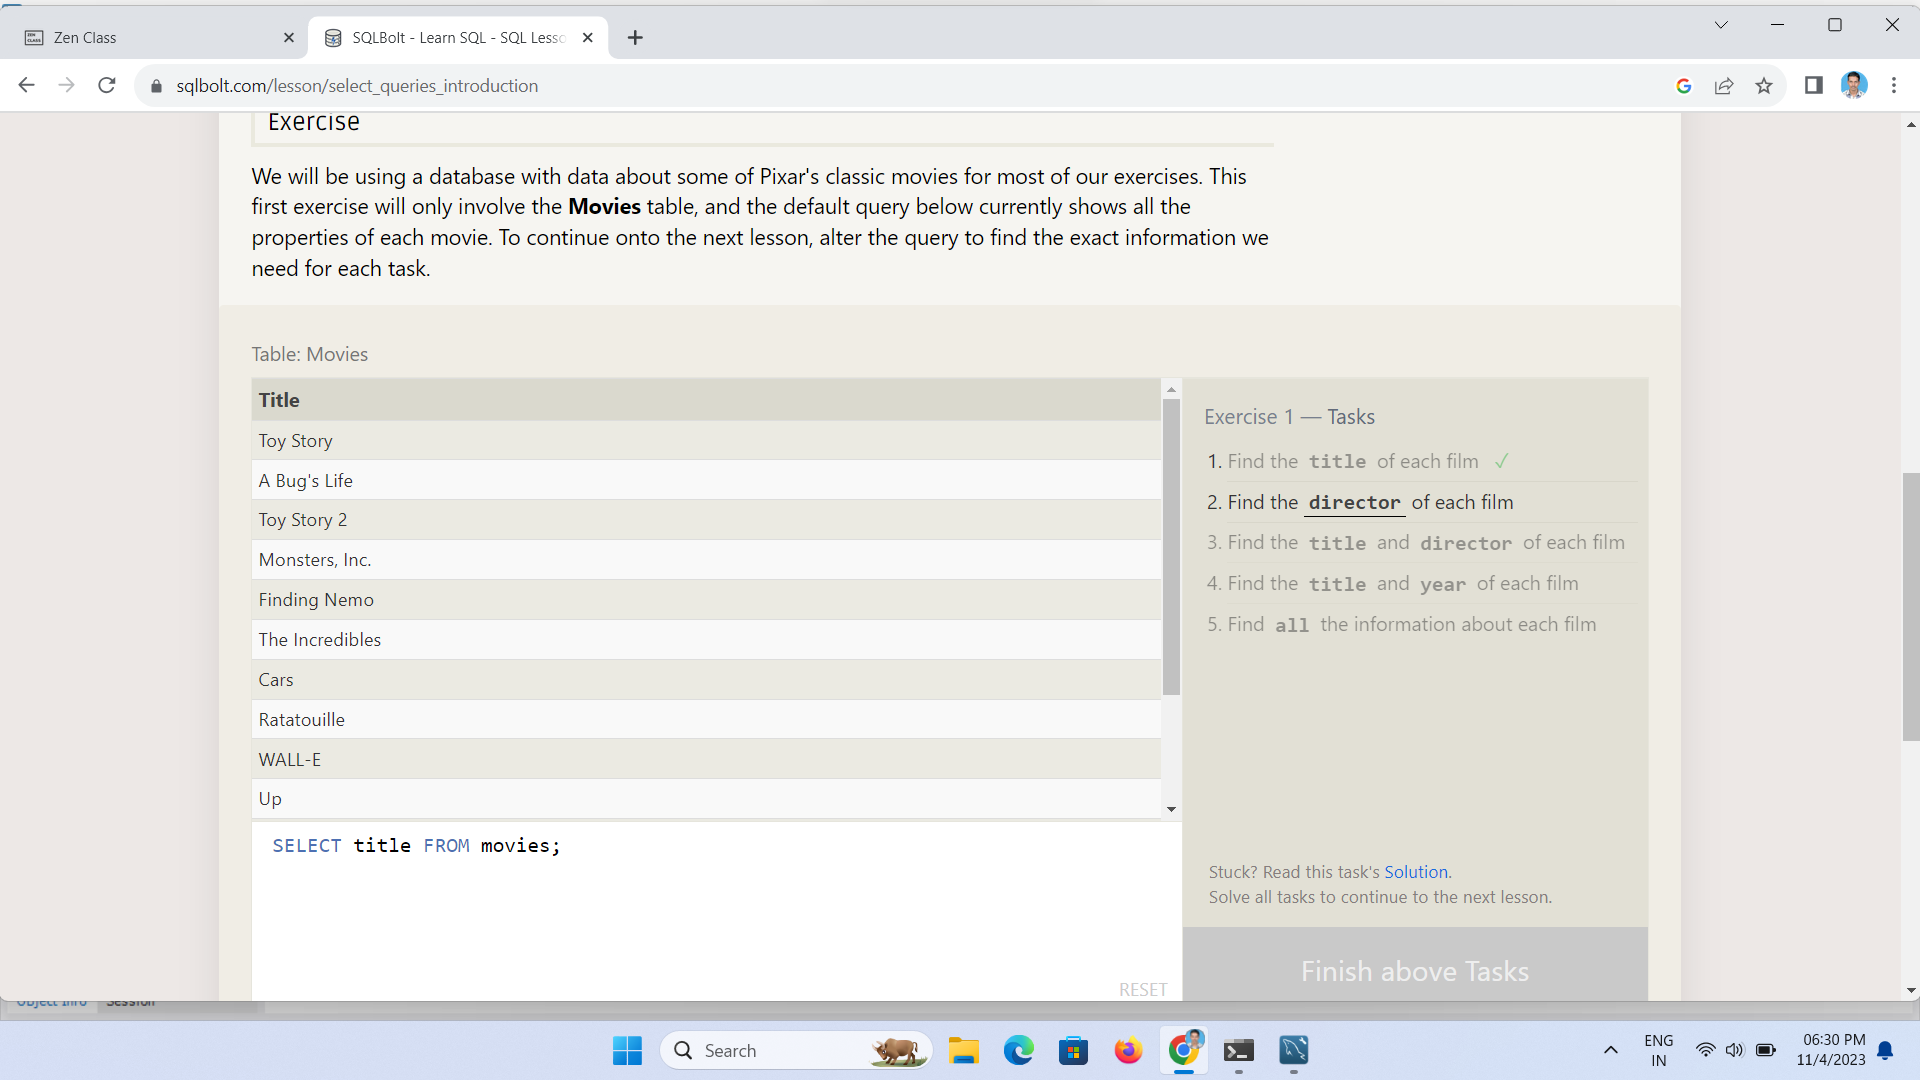 Zen Class
SQLBolt - Learn SQL - SQL Lesso
sqlbolt.com/lesson/select_queries_introduction
Exercise
We will be using a database with data about some of Pixar's classic movies for most of our exercises. This
first exercise will only involve the Movies table, and the default query below currently shows all the
properties of each movie. To continue onto the next lesson, alter the query to find the exact information we
need for each task.
Table: Movies
Title
Toy Story
A Bug's Life
Toy Story 2
Monsters, Inc.
Finding Nemo
The Incredibles
Cars
Ratatouille
WALL-E
Up
SELECT title FROM movies;
RESET
Exercise 1 — Tasks
1. Find the title of each film ✓
2. Find the director of each film
3. Find the title and director of each film
4. Find the title and year of each film
5. Find all the information about each film
Stuck? Read this task's Solution.
Solve all tasks to continue to the next lesson.
Finish above Tasks
Object Info Session
Search
ENG
IN
06:30 PM
11/4/2023